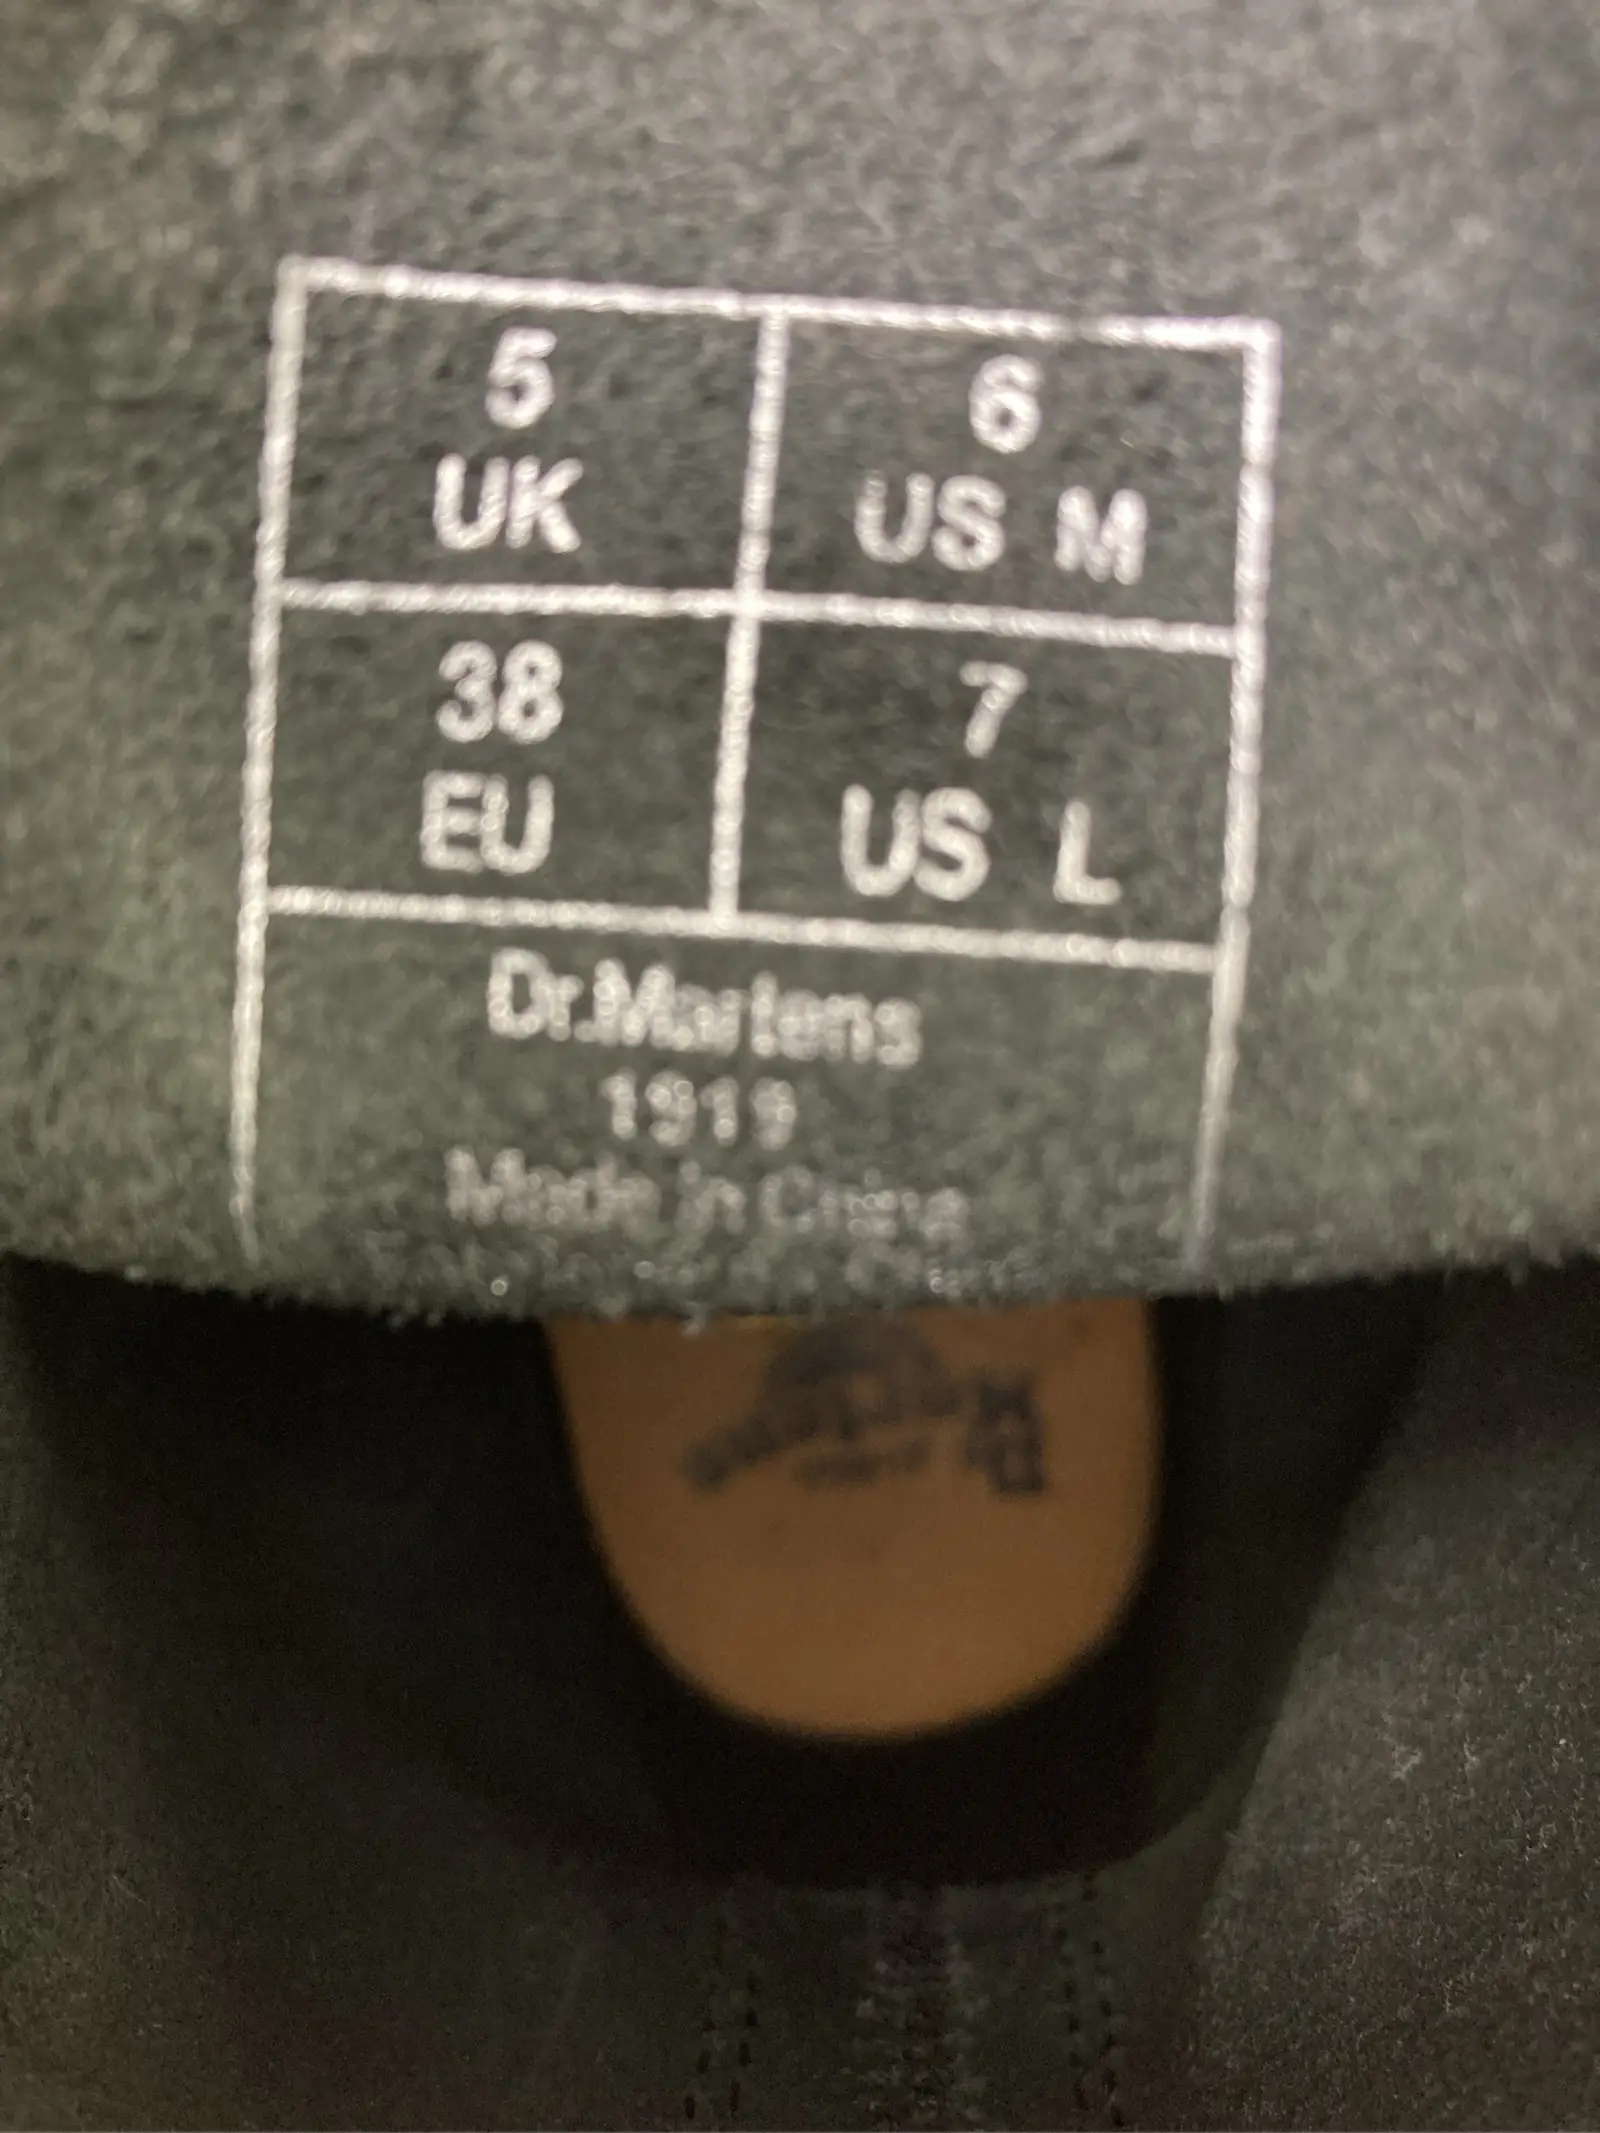 5 6
UK US M
38 7
EU US L
Dr.Martens
1919
Made in China